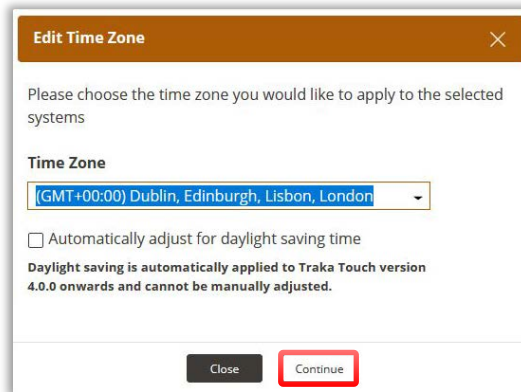 Edit Time Zone
Please choose the time zone you would like to apply to the selected
systems
Time Zone
(GMT+00:00) Dublin, Edinburgh, Lisbon, London
Automatically adjust for daylight saving time
Daylight saving is automatically applied to Traka Touch version
4.0.0 onwards and cannot be manually adjusted.
Close
Continue